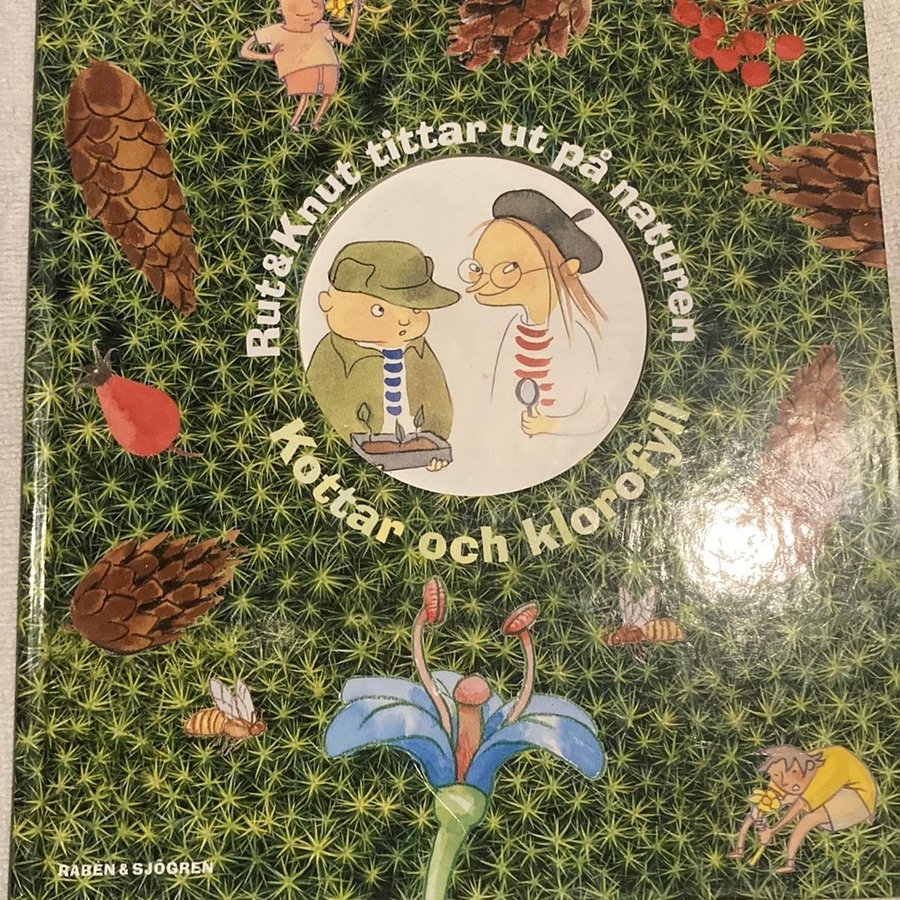 Rut & Knut tittar ut på naturen
Kottar och klorofyll
RABÉN & SJÖGREN